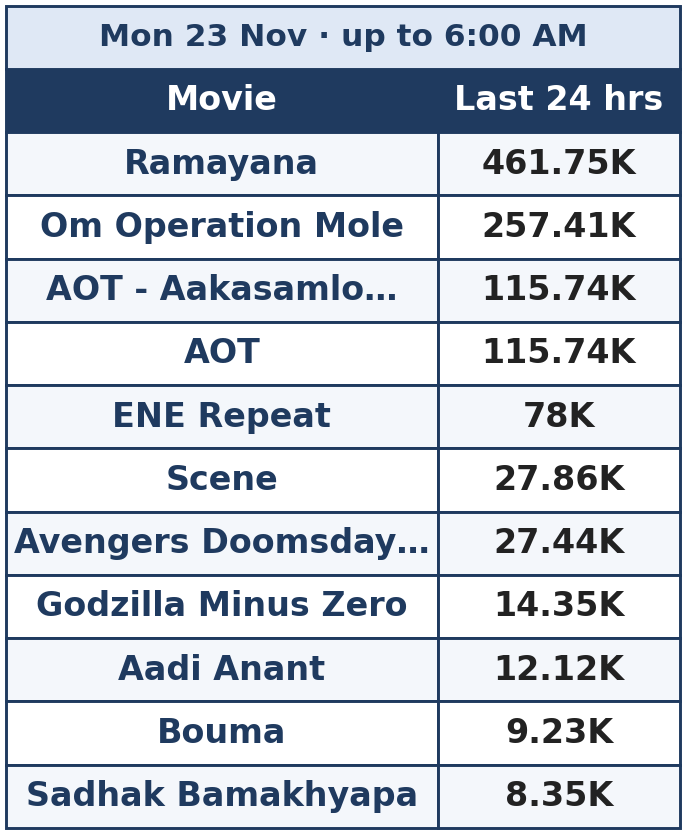 Mon 23 Nov · up to 6:00 AM
Movie Last 24 hrs
Ramayana 461.75K
Om Operation Mole 257.41K
AOT - Aakasamlo... 115.74K
AOT 115.74K
ENE Repeat 78K
Scene 27.86K
Avengers Doomsday... 27.44K
Godzilla Minus Zero 14.35K
Aadi Anant 12.12K
Bouma 9.23K
Sadhak Bamakhyapa 8.35K